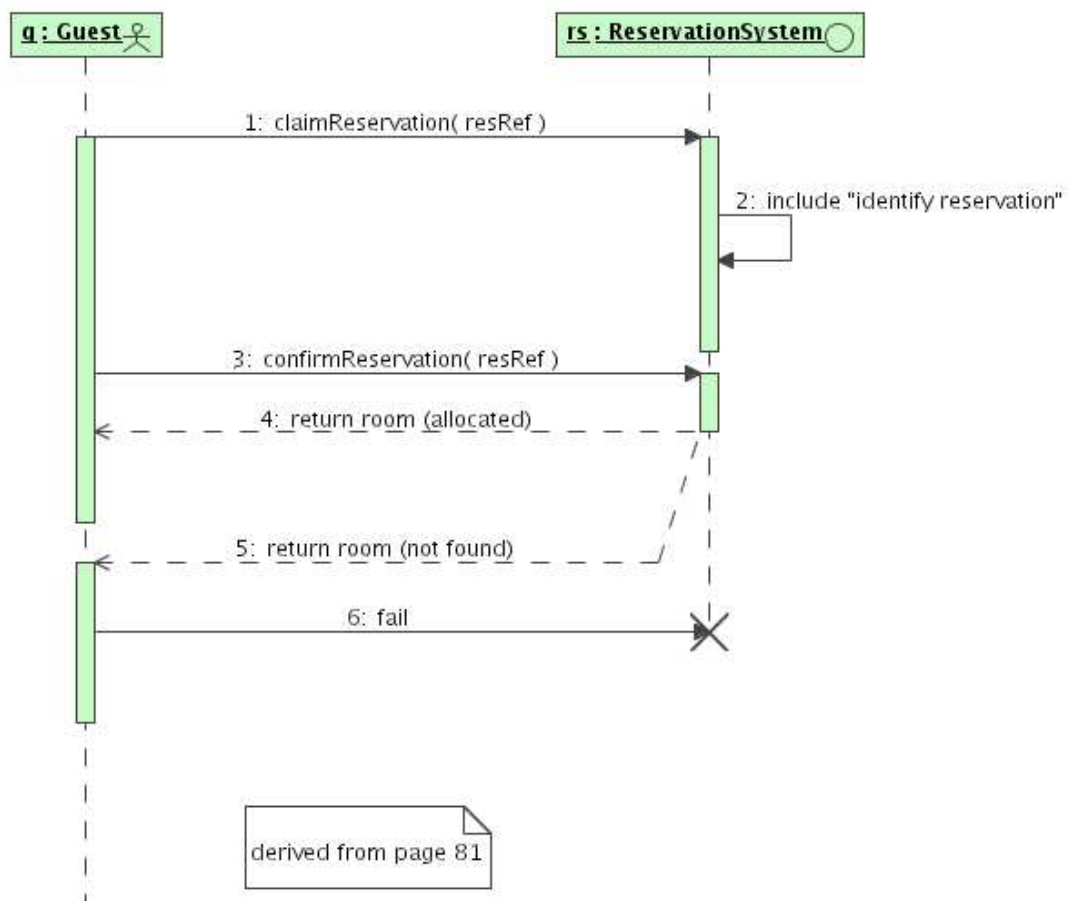 g : Guest
rs : ReservationSystem
1: claimReservation( resRef )
2: include "identify reservation"
3: confirmReservation( resRef )
4: return room (allocated)
5: return room (not found)
6: fail
derived from page 81